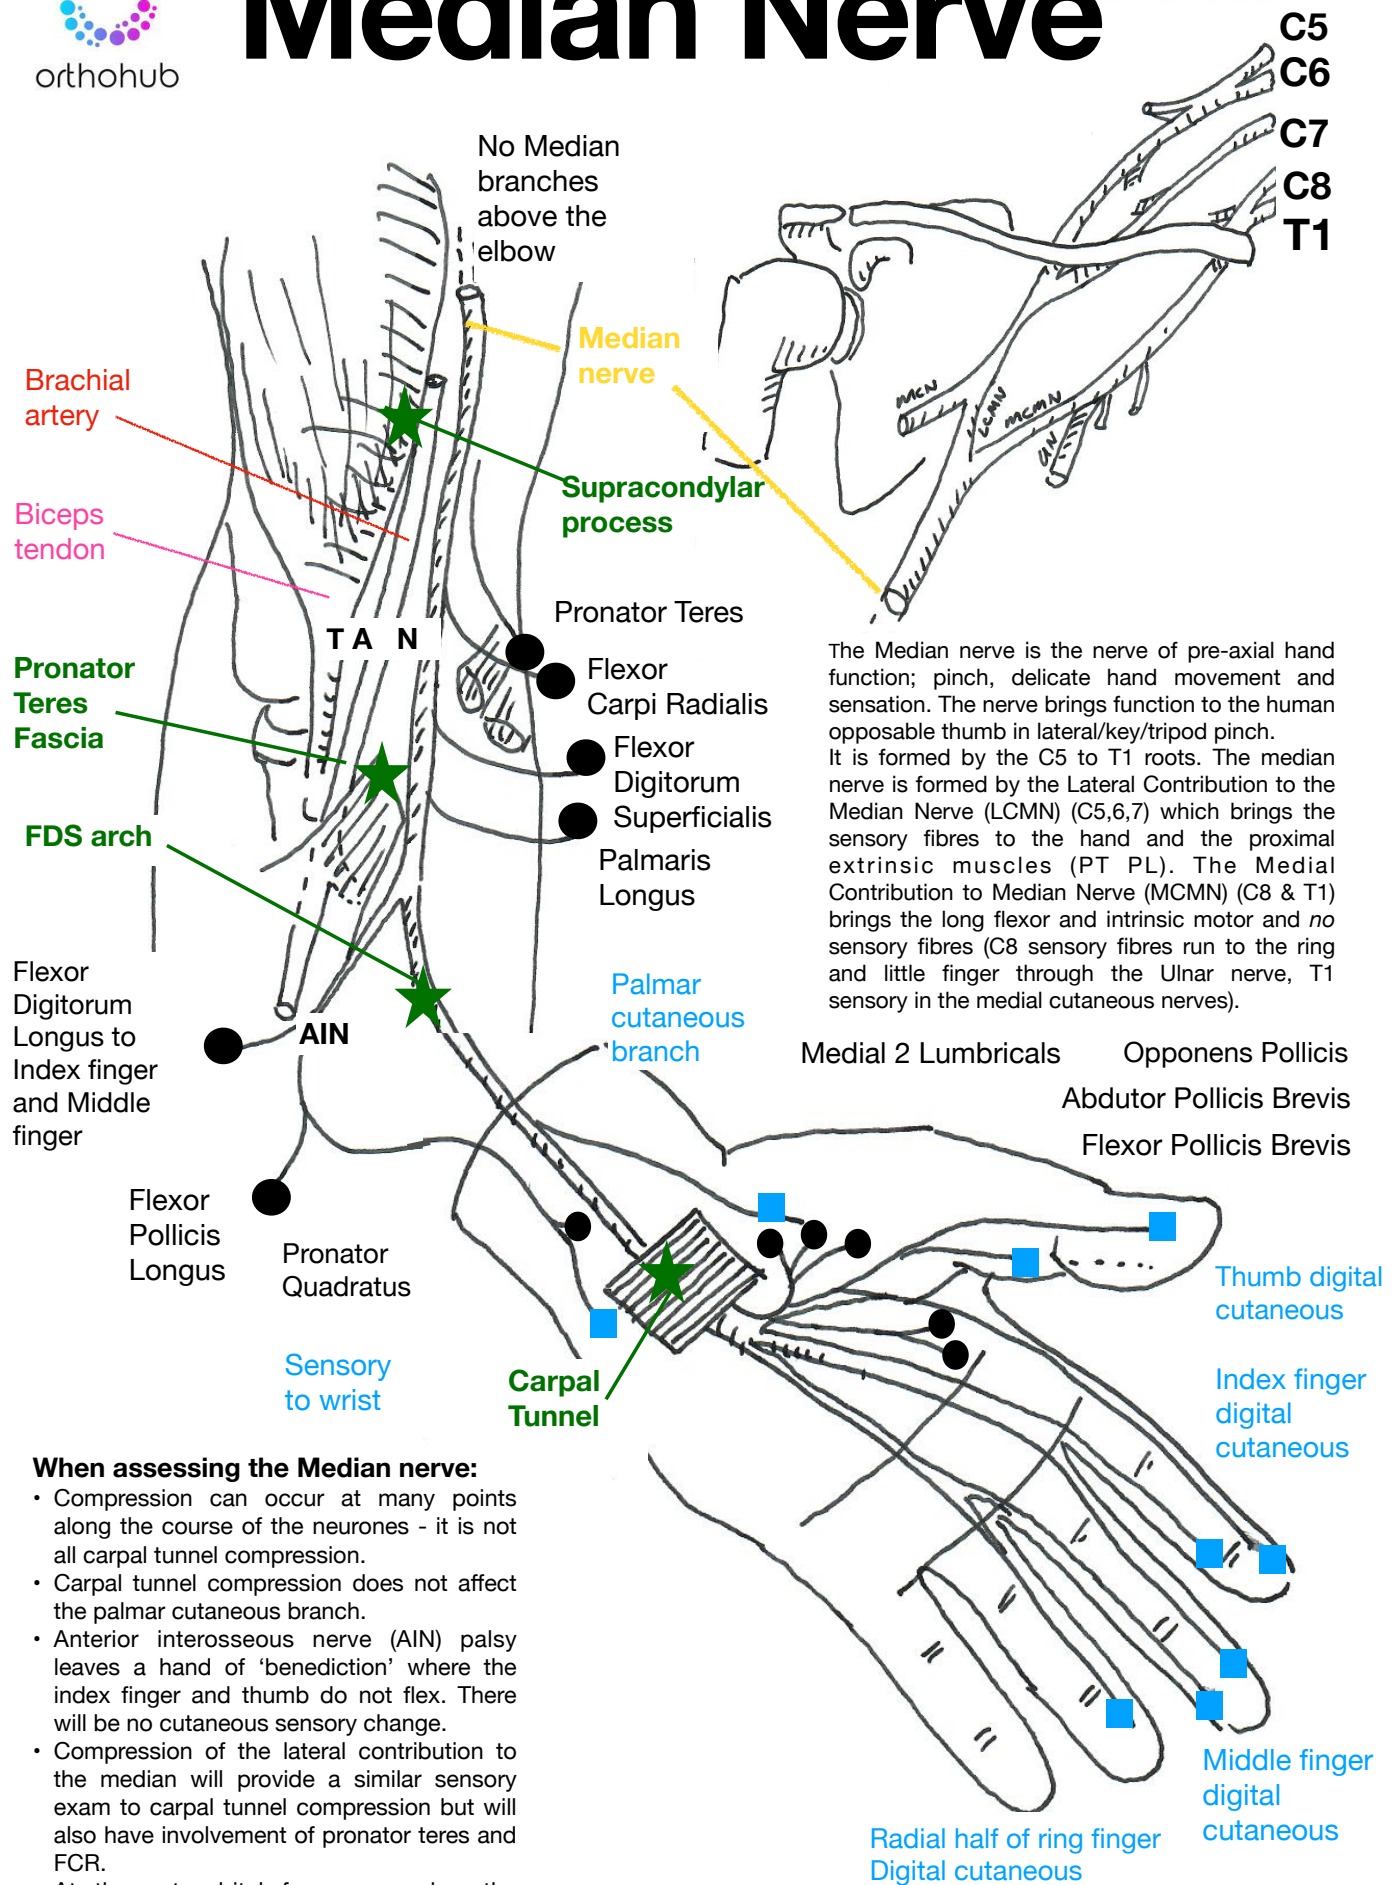 Median Nerve
orthohub
C5
C6
C7
C8
T1
No Median
branches
above the
elbow
Median
nerve
Brachial
artery
MCN
LCMN
MCMN
UN
Supracondylar
process
Biceps
tendon
Pronator Teres
T A N
Flexor
Carpi Radialis
Pronator
Teres
Fascia
Flexor
Digitorum
Superficialis
FDS arch
Palmaris
Longus
The Median nerve is the nerve of pre-axial hand
function; pinch, delicate hand movement and
sensation. The nerve brings function to the human
opposable thumb in lateral/key/tripod pinch.
It is formed by the C5 to T1 roots. The median
nerve is formed by the Lateral Contribution to the
Median Nerve (LCMN) (C5,6,7) which brings the
sensory fibres to the hand and the proximal
extrinsic muscles (PT PL). The Medial
Contribution to Median Nerve (MCMN) (C8 & T1)
brings the long flexor and intrinsic motor and no
sensory fibres (C8 sensory fibres run to the ring
and little finger through the Ulnar nerve, T1
sensory in the medial cutaneous nerves).
Flexor
Digitorum
Longus to
Index finger
and Middle
finger
AIN
Palmar
cutaneous
branch
Medial 2 Lumbricals
Opponens Pollicis
Abdutor Pollicis Brevis
Flexor Pollicis Brevis
Flexor
Pollicis
Longus
Pronator
Quadratus
Sensory
to wrist
Carpal
Tunnel
Thumb digital
cutaneous
Index finger
digital
cutaneous
Middle finger
digital
cutaneous
Radial half of ring finger
Digital cutaneous
When assessing the Median nerve:
• Compression can occur at many points
along the course of the neurones - it is not
all carpal tunnel compression.
• Carpal tunnel compression does not affect
the palmar cutaneous branch.
• Anterior interosseous nerve (AIN) palsy
leaves a hand of ‘benediction’ where the
index finger and thumb do not flex. There
will be no cutaneous sensory change.
• Compression of the lateral contribution to
the median will provide a similar sensory
exam to carpal tunnel compression but will
also have involvement of pronator teres and
FCR.